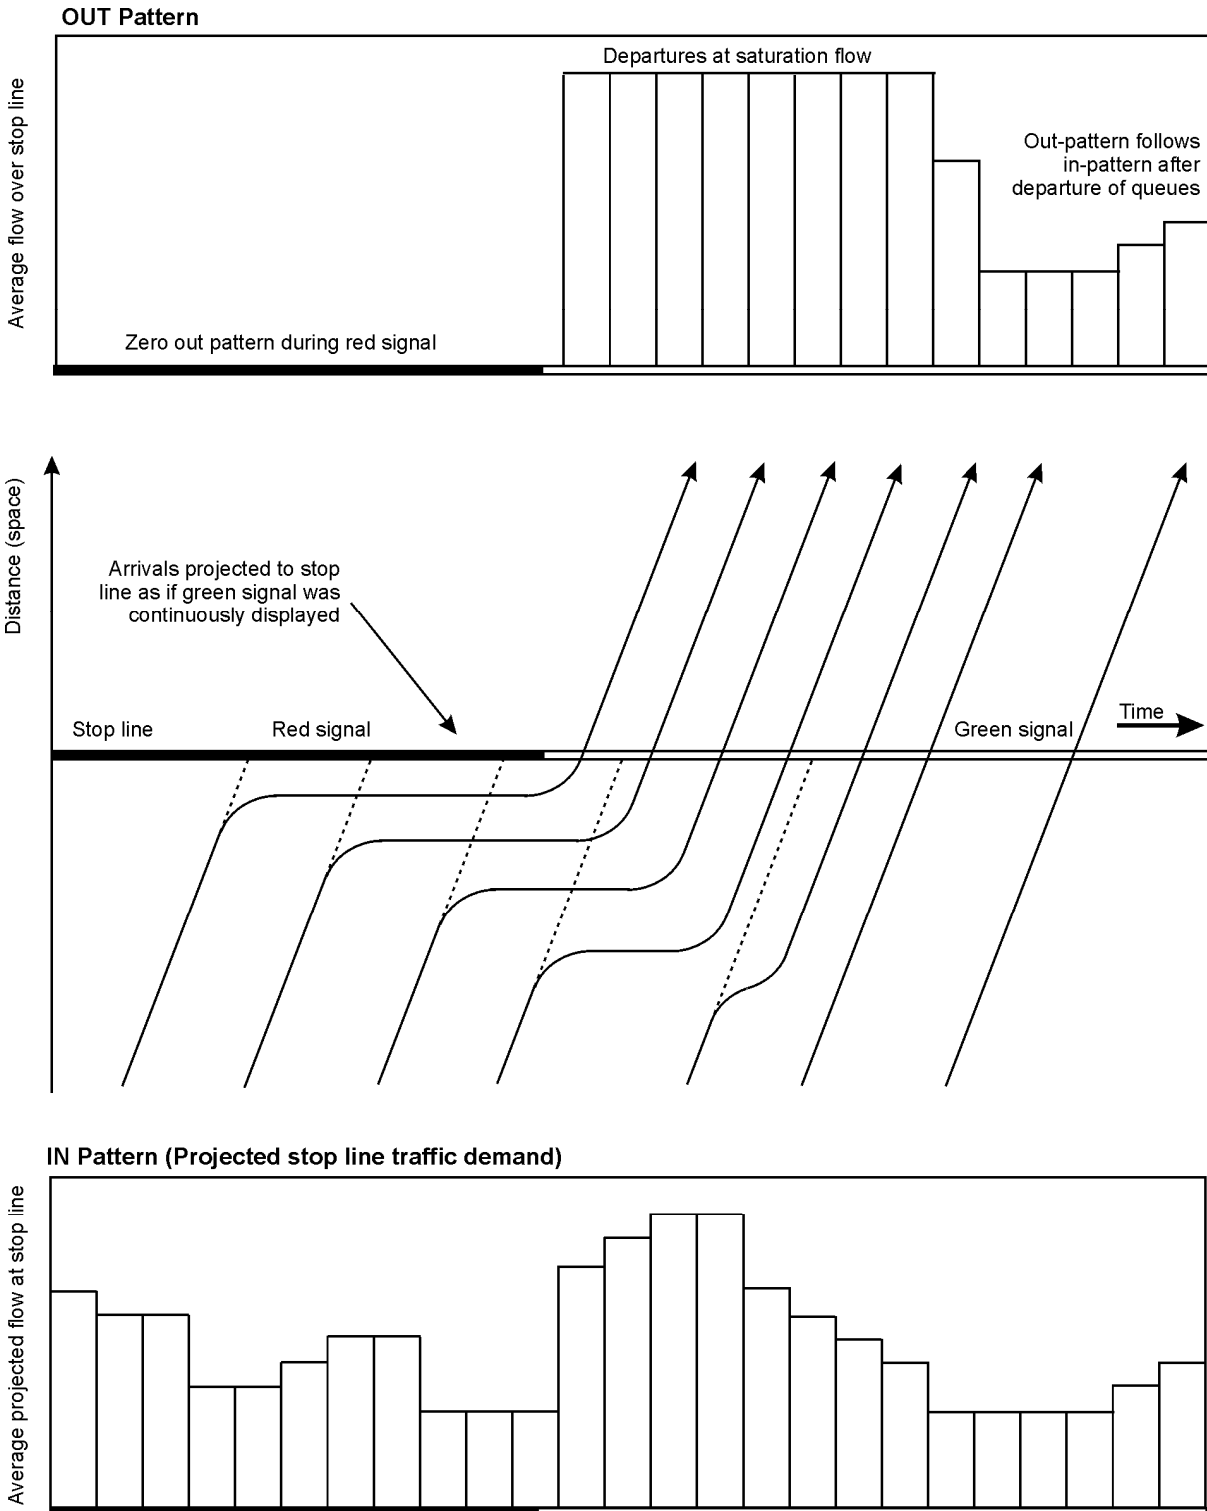 OUT Pattern
Average flow over stop line
Departures at saturation flow
Out-pattern follows
in-pattern after
departure of queues
Zero out pattern during red signal
Distance (space)
Arrivals projected to stop
line as if green signal was
continuously displayed
Stop line
Red signal
Green signal
Time
IN Pattern (Projected stop line traffic demand)
Average projected flow at stop line